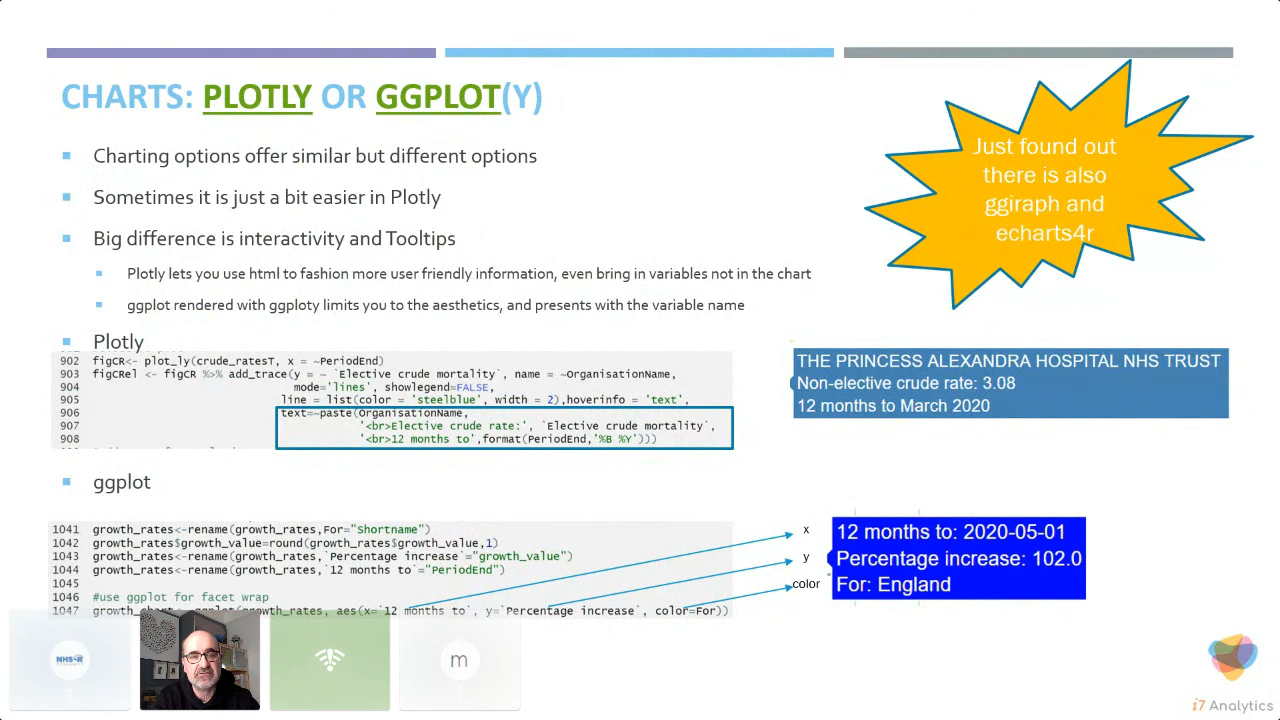 CHARTS: PLOTLY OR GGPLOT(Y)
Charting options offer similar but different options
Sometimes it is just a bit easier in Plotly
Big difference is interactivity and Tooltips
Plotly lets you use html to fashion more user friendly information, even bring in variables not in the chart
ggplot rendered with ggploty limits you to the aesthetics, and presents with the variable name
Just found out
there is also
ggiraph and
echarts4r
Plotly
902 figCR<- plot_ly(crude_ratesT, x = ~PeriodEnd)
903 figCRel <- figCR %>% add_trace(y = ~ `Elective crude mortality`, name = ~OrganisationName,
904 mode='lines', showlegend=FALSE,
905 line = list(color = 'steelblue', width = 2),hoverinfo = 'text',
906 text=~paste(OrganisationName,
907 '<br>Elective crude rate:', `Elective crude mortality`,
908 '<br>12 months to',format(PeriodEnd,'%B %Y')))
THE PRINCESS ALEXANDRA HOSPITAL NHS TRUST
Non-elective crude rate: 3.08
12 months to March 2020
ggplot
1041 growth_rates<-rename(growth_rates,For="Shortname")
1042 growth_rates$growth_value=round(growth_rates$growth_value,1)
1043 growth_rates<-rename(growth_rates,`Percentage increase`="growth_value")
1044 growth_rates<-rename(growth_rates,`12 months to`="PeriodEnd")
1045
1046 #use ggplot for facet wrap
1047 growth_chart<-ggplot(growth_rates, aes(x=`12 months to`, y=`Percentage increase`, color=For))
x
y
color
12 months to: 2020-05-01
Percentage increase: 102.0
For: England
NHS-R
m
i7 Analytics